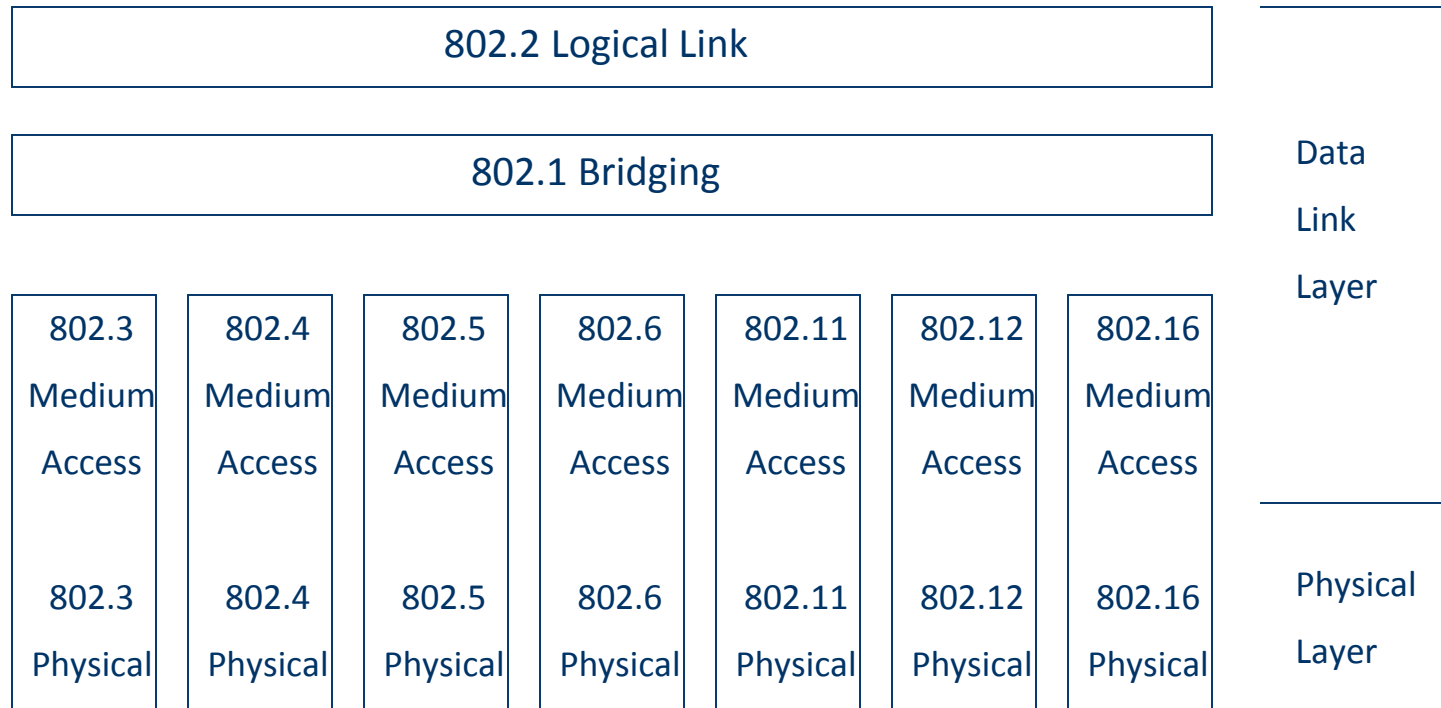 802.2 Logical Link
802.1 Bridging
Data
Link
Layer
802.3
Medium
Access
802.3
Physical
802.4
Medium
Access
802.4
Physical
802.5
Medium
Access
802.5
Physical
802.6
Medium
Access
802.6
Physical
802.11
Medium
Access
802.11
Physical
802.12
Medium
Access
802.12
Physical
802.16
Medium
Access
802.16
Physical
Physical
Layer